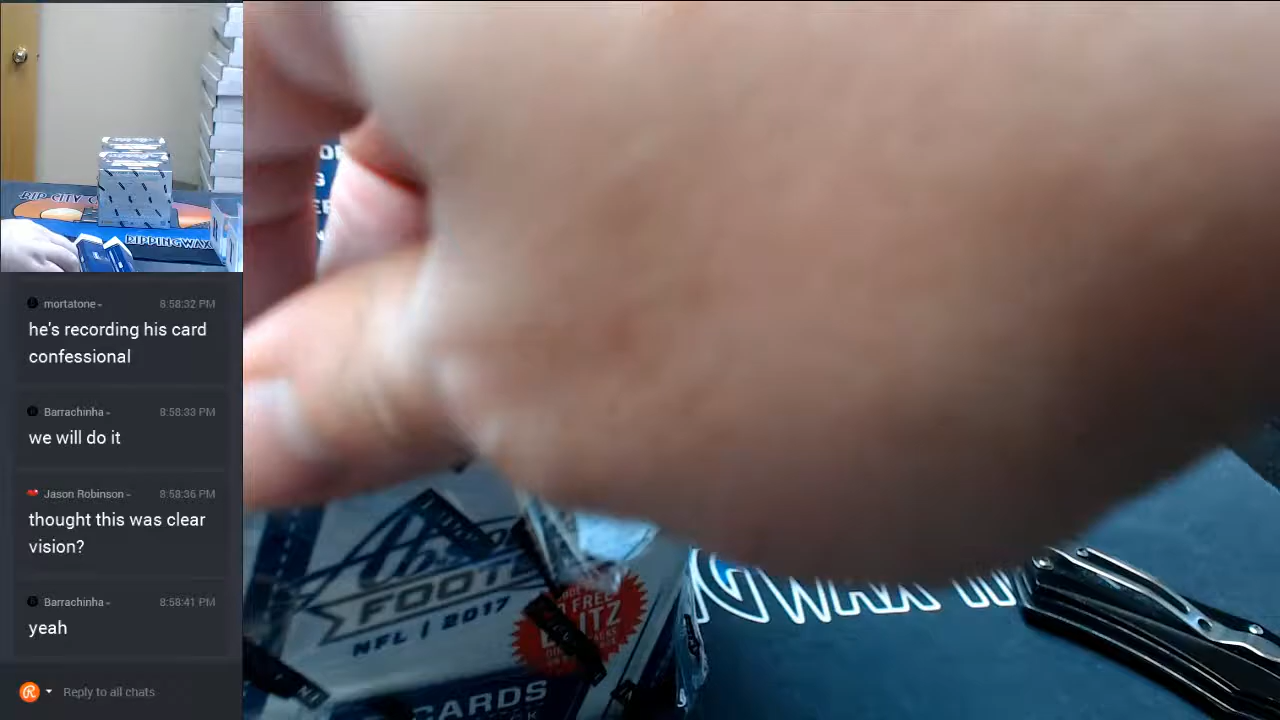 RIP CITY
RIPPINGWAX
mortatone-
8:58:32 PM
he's recording his card
confessional
Barrachinha-
8:58:33 PM
we will do it
Jason Robinson-
8:58:36 PM
thought this was clear
vision?
Barrachinha-
8:58:41 PM
yeah
Reply to all chats
FOOT
NFL | 2017
FREE
CARDS